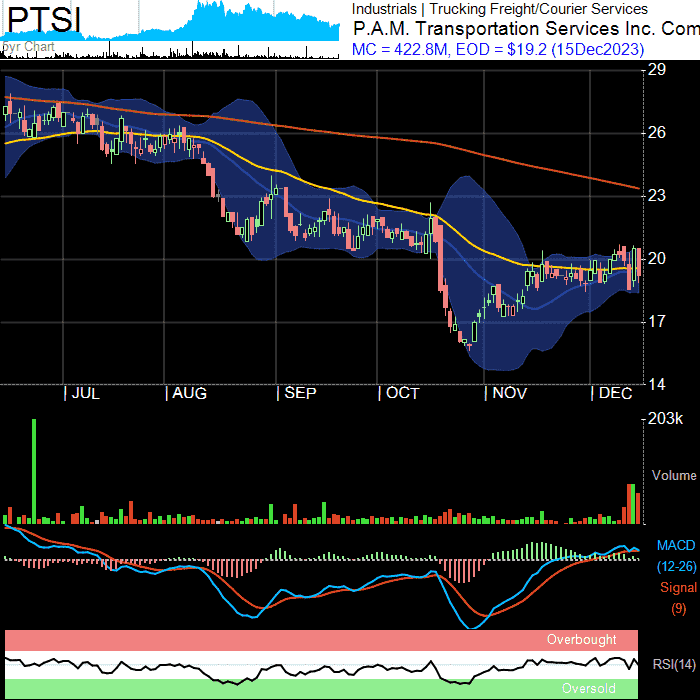 PTSI
5yr Chart
Industrials | Trucking Freight/Courier Services
P.A.M. Transportation Services Inc. Com
MC = 422.8M, EOD = $19.2 (15Dec2023)
29
26
23
20
17
14
| JUL
| AUG
| SEP
| OCT
| NOV
| DEC
203k
Volume
MACD
(12-26)
Signal
(9)
Overbought
RSI(14)
Oversold